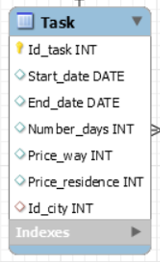 Task
Id_task INT
Start_date DATE
End_date DATE
Number_days INT
Price_way INT
Price_residence INT
Id_city INT
Indexes